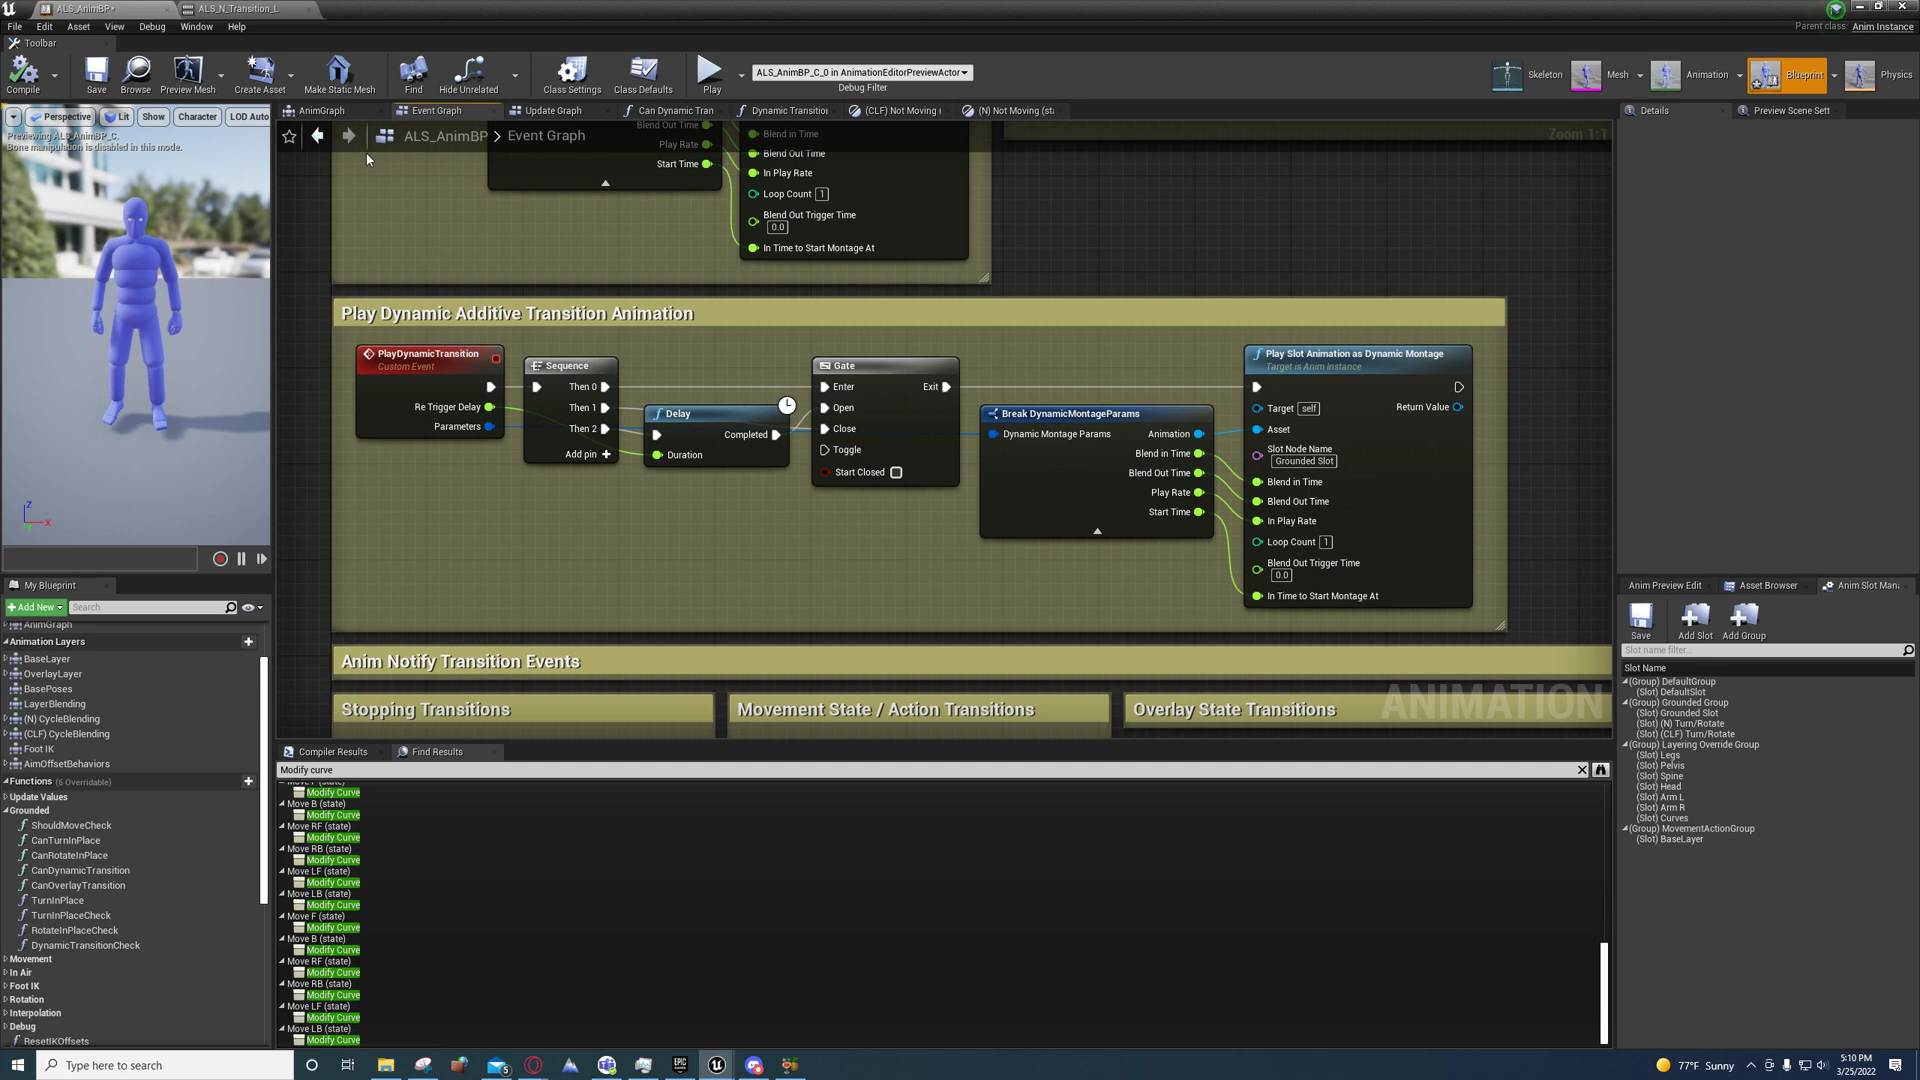 ALS_AnimBP*
ALS_N_Transition_L
File Edit Asset View Debug Window Help
Parent class: Anim Instance
Toolbar
Compile
Save
Browse
Preview Mesh
Create Asset
Make Static Mesh
Find
Hide Unrelated
Class Settings
Class Defaults
Play
ALS_AnimBP_C_0 in AnimationEditorPreviewActor
Debug Filter
Skeleton
Mesh
Animation
Blueprint
Physics
AnimGraph
Event Graph
Update Graph
Can Dynamic Tran
Dynamic Transitio
(CLF) Not Moving
(N) Not Moving (st
Details
Preview Scene Sett
Perspective Lit Show Character LOD Auto
Previewing ALS_AnimBP_C.
Bone manipulation is disabled in this mode.
ALS_AnimBP > Event Graph
Zoom 1:1
Blend Out Time
Play Rate
Start Time
Blend in Time
Blend Out Time
In Play Rate
Loop Count 1
Blend Out Trigger Time
0.0
In Time to Start Montage At
Play Dynamic Additive Transition Animation
PlayDynamicTransition
Custom Event
Re Trigger Delay
Parameters
Sequence
Then 0
Then 1
Then 2
Add pin
Delay
Completed
Duration
Gate
Enter
Exit
Open
Close
Toggle
Start Closed
Break DynamicMontageParams
Dynamic Montage Params
Animation
Blend in Time
Blend Out Time
Play Rate
Start Time
Play Slot Animation as Dynamic Montage
Target is Anim Instance
Target self
Return Value
Asset
Slot Node Name
Grounded Slot
Blend in Time
Blend Out Time
In Play Rate
Loop Count 1
Blend Out Trigger Time
0.0
In Time to Start Montage At
Anim Notify Transition Events
Stopping Transitions
Movement State / Action Transitions
Overlay State Transitions
ANIMATION
Z
X
My Blueprint
Add New
Search
AnimGraph
Animation Layers
BaseLayer
OverlayLayer
BasePoses
LayerBlending
(N) CycleBlending
(CLF) CycleBlending
Foot IK
AimOffsetBehaviors
Functions (6 Overridable)
Update Values
Grounded
ShouldMoveCheck
CanTurnInPlace
CanRotateInPlace
CanDynamicTransition
CanOverlayTransition
TurnInPlace
TurnInPlaceCheck
RotateInPlaceCheck
DynamicTransitionCheck
Movement
In Air
Foot IK
Rotation
Interpolation
Debug
ResetIKOffsets
Compiler Results
Find Results
Modify curve
Modify Curve
Move B (state)
Modify Curve
Move RF (state)
Modify Curve
Move RB (state)
Modify Curve
Move LF (state)
Modify Curve
Move LB (state)
Modify Curve
Move F (state)
Modify Curve
Move B (state)
Modify Curve
Move RF (state)
Modify Curve
Move RB (state)
Modify Curve
Move LF (state)
Modify Curve
Move LB (state)
Modify Curve
Anim Preview Edit
Asset Browser
Anim Slot Man
Save
Add Slot
Add Group
Slot name filter...
Slot Name
(Group) DefaultGroup
(Slot) DefaultSlot
(Group) Grounded Group
(Slot) Grounded Slot
(Slot) (N) Turn/Rotate
(Slot) (CLF) Turn/Rotate
(Group) Layering Override Group
(Slot) Legs
(Slot) Pelvis
(Slot) Spine
(Slot) Head
(Slot) Arm L
(Slot) Arm R
(Slot) Curves
(Group) MovementActionGroup
(Slot) BaseLayer
Type here to search
5
EPIC GAMES
77°F Sunny
5:10 PM
3/25/2022